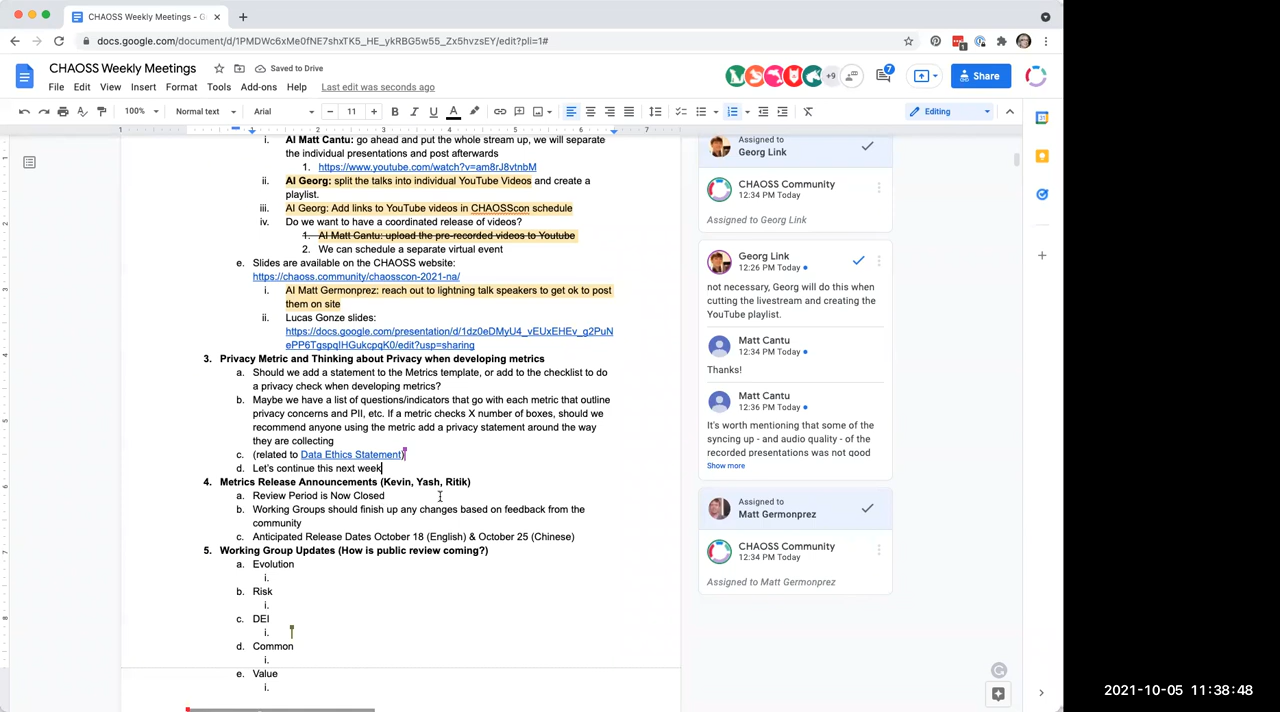 CHAOSS Weekly Meetings - G
docs.google.com/document/d/1PMDWc6xMe0fNE7shxTK5_HE_ykRBG5w55_Zx5hvzsEY/edit?pli=1#
1
CHAOSS Weekly Meetings
Saved to Drive
+9
7
Share
File Edit View Insert Format Tools Add-ons Help Last edit was seconds ago
100% Normal text Arial 11 Editing
1 1 2 3 4 5 6 7
i. AI Matt Cantu: go ahead and put the whole stream up, we will separate
the individual presentations and post afterwards
1. https://www.youtube.com/watch?v=am8rJ8vtnbM
ii. AI Georg: split the talks into individual YouTube Videos and create a
playlist.
iii. AI Georg: Add links to YouTube videos in CHAOSScon schedule
iv. Do we want to have a coordinated release of videos?
1. AI Matt Cantu: upload the pre-recorded videos to Youtube
2. We can schedule a separate virtual event
e. Slides are available on the CHAOSS website:
https://chaoss.community/chaosscon-2021-na/
i. AI Matt Germonprez: reach out to lightning talk speakers to get ok to post
them on site
ii. Lucas Gonze slides:
https://docs.google.com/presentation/d/1dz0eDMyU4_vEUxEHEv_g2PuN
ePP6TgspqIHGukcpqK0/edit?usp=sharing
3. Privacy Metric and Thinking about Privacy when developing metrics
a. Should we add a statement to the Metrics template, or add to the checklist to do
a privacy check when developing metrics?
b. Maybe we have a list of questions/indicators that go with each metric that outline
privacy concerns and PII, etc. If a metric checks X number of boxes, should we
recommend anyone using the metric add a privacy statement around the way
they are collecting
c. (related to Data Ethics Statement)
d. Let's continue this next week
4. Metrics Release Announcements (Kevin, Yash, Ritik)
a. Review Period is Now Closed
b. Working Groups should finish up any changes based on feedback from the
community
c. Anticipated Release Dates October 18 (English) & October 25 (Chinese)
5. Working Group Updates (How is public review coming?)
a. Evolution
i.
b. Risk
i.
c. DEI
i.
d. Common
i.
e. Value
i.
Assigned to
Georg Link
CHAOSS Community
12:34 PM Today
Assigned to Georg Link
Georg Link
12:26 PM Today
not necessary, Georg will do this when
cutting the livestream and creating the
YouTube playlist.
Matt Cantu
12:34 PM Today
Thanks!
Matt Cantu
12:36 PM Today
It's worth mentioning that some of the
syncing up - and audio quality - of the
recorded presentations was not good
Show more
Assigned to
Matt Germonprez
CHAOSS Community
12:34 PM Today
Assigned to Matt Germonprez
2021-10-05 11:38:48